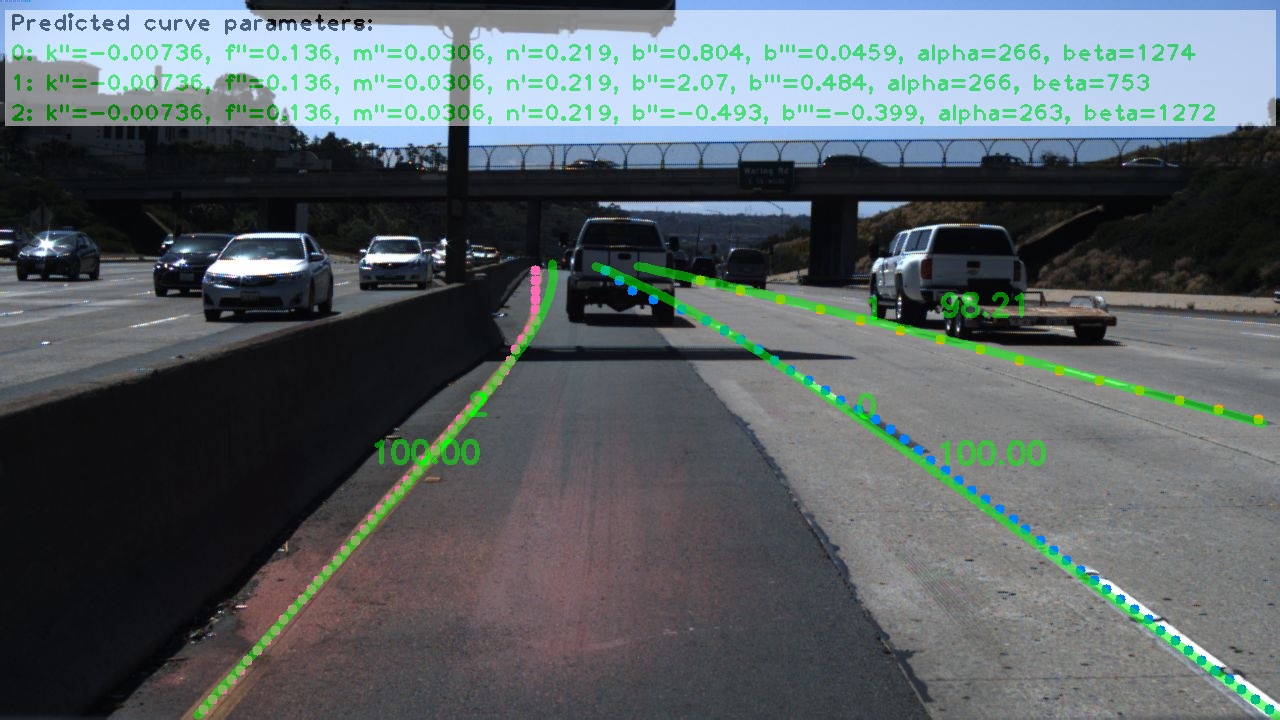 Predicted curve parameters:
0: k''=-0.00736, f''=0.136, m''=0.0306, n'=0.219, b''=0.804, b'''=0.0459, alpha=266, beta=1274
1: k''=-0.00736, f''=0.136, m''=0.0306, n'=0.219, b''=2.07, b'''=0.484, alpha=266, beta=753
2: k''=-0.00736, f''=0.136, m''=0.0306, n'=0.219, b''=-0.493, b'''=-0.399, alpha=263, beta=1272
Waring Rd
1 98.21
2 0
100.00 100.00